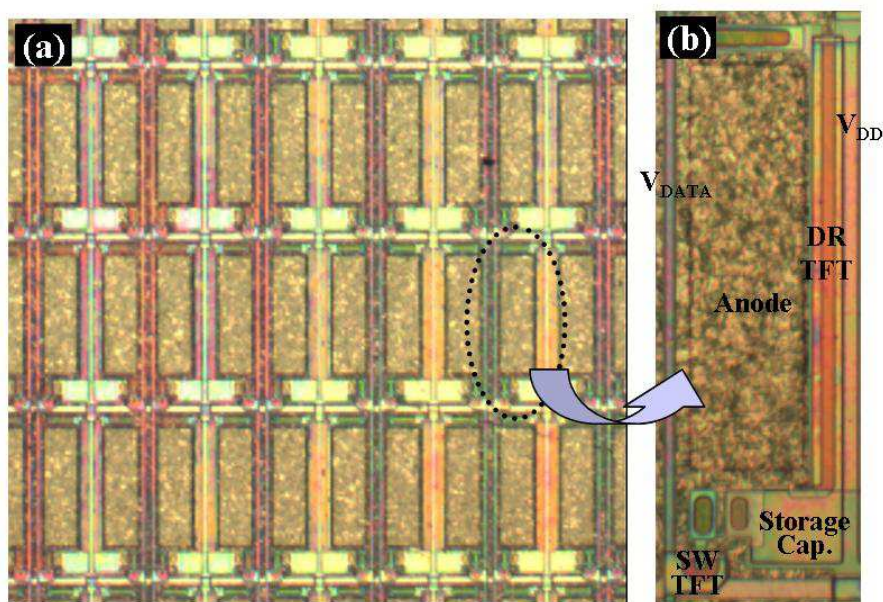 (a)
(b)
V_DD
V_DATA
DR
TFT
Anode
Storage
Cap.
SW
TFT